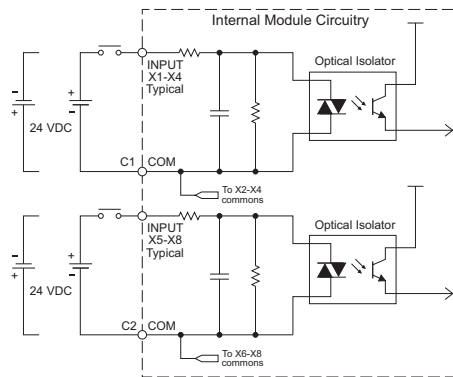 Internal Module Circuitry
INPUT
X1-X4
Typical
Optical Isolator
-
+
+
-
24 VDC
C1
COM
To X2-X4
commons
INPUT
X5-X8
Typical
Optical Isolator
+
-
+
-
24 VDC
C2
COM
To X6-X8
commons